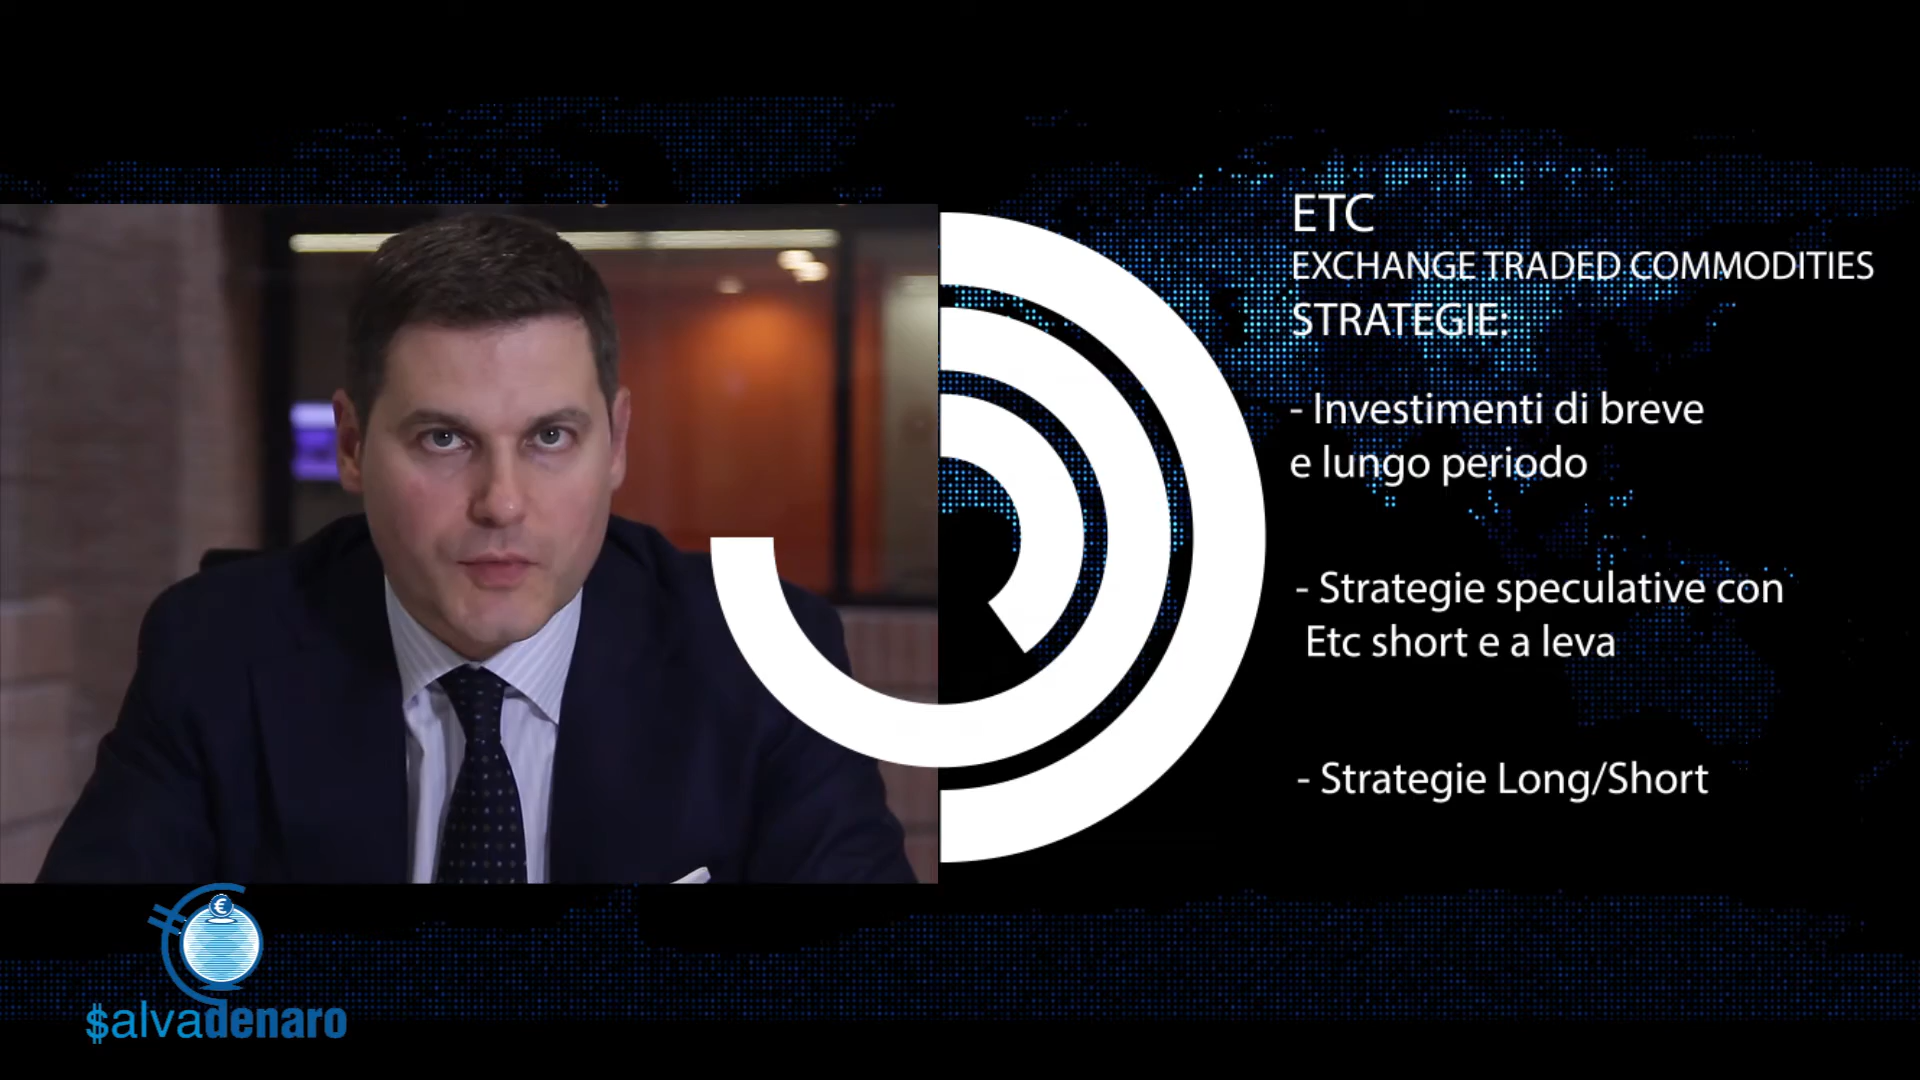 ETC
EXCHANGE TRADED COMMODITIES
STRATEGIE:
- Investimenti di breve
e lungo periodo
- Strategie speculative con
Etc short e a leva
- Strategie Long/Short
€
$alvadenaro